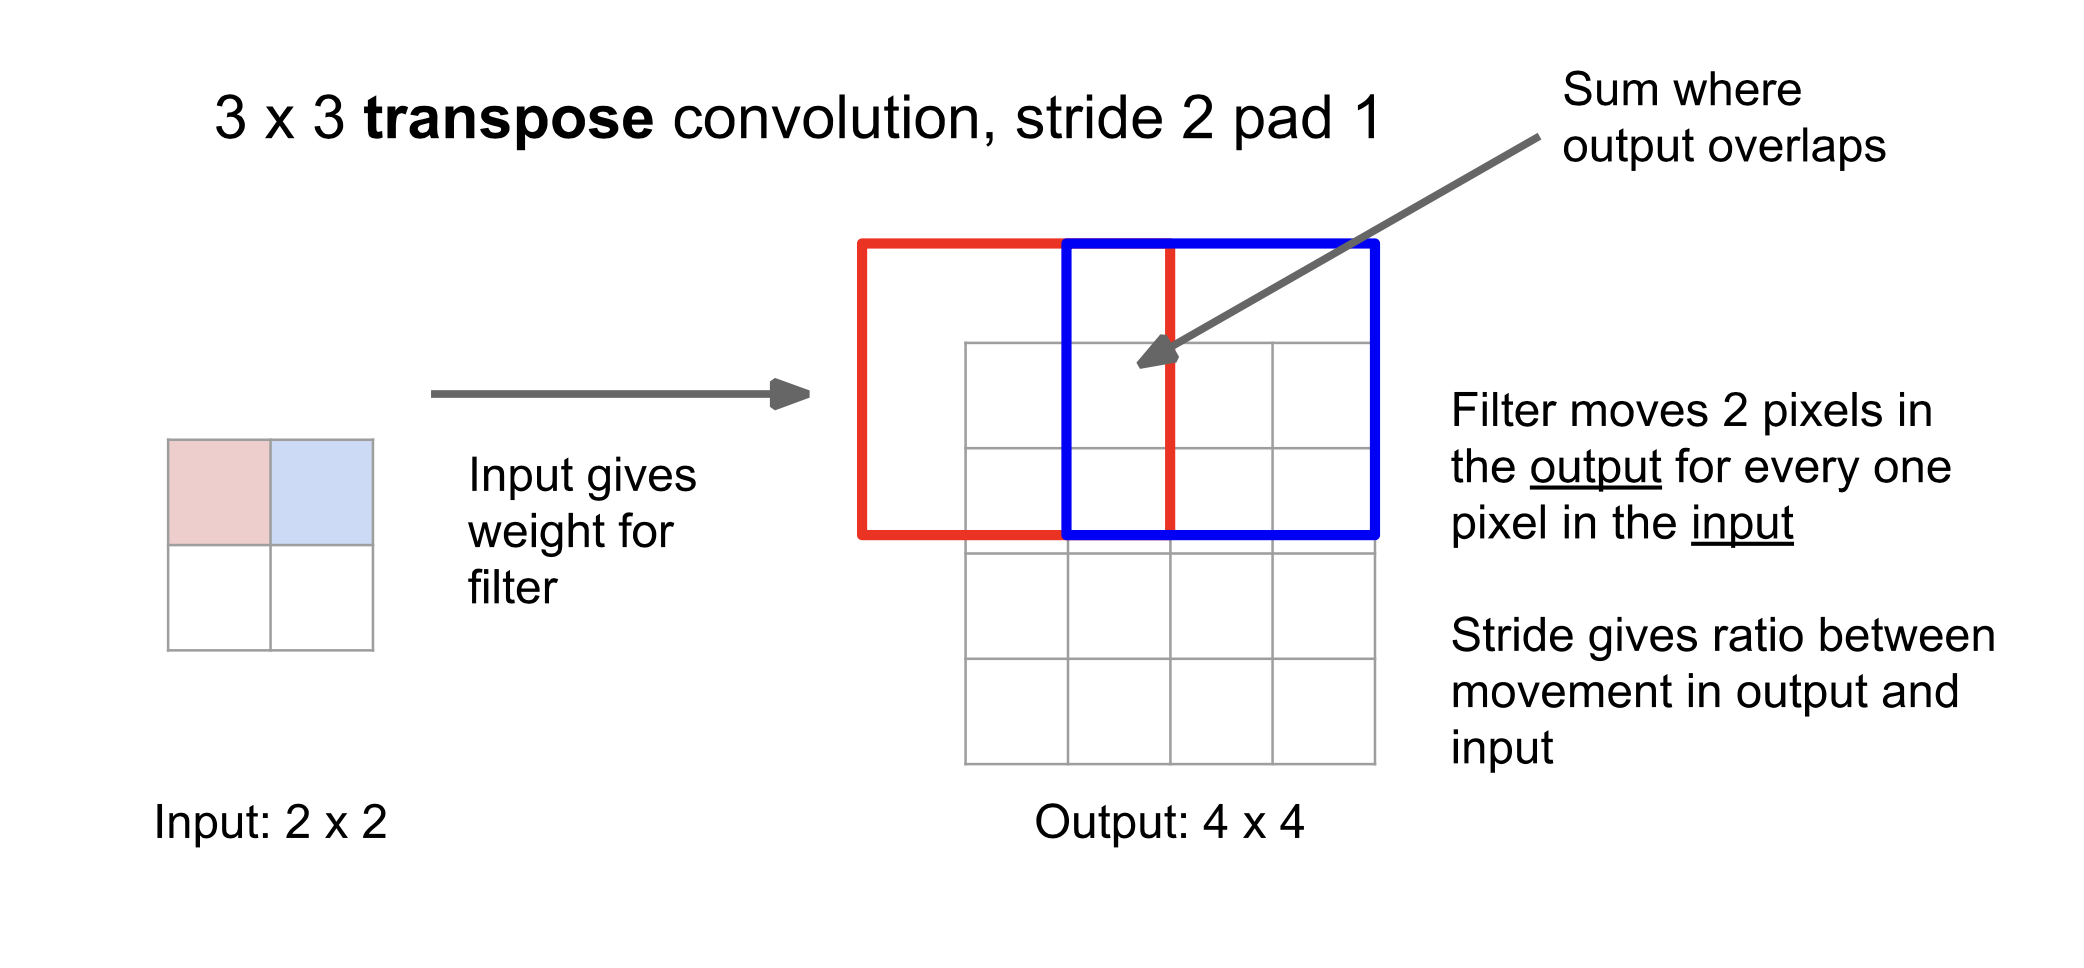 3 x 3 transpose convolution, stride 2 pad 1
Sum where
output overlaps
Input gives
weight for
filter
Filter moves 2 pixels in
the output for every one
pixel in the input
Stride gives ratio between
movement in output and
input
Input: 2 x 2
Output: 4 x 4